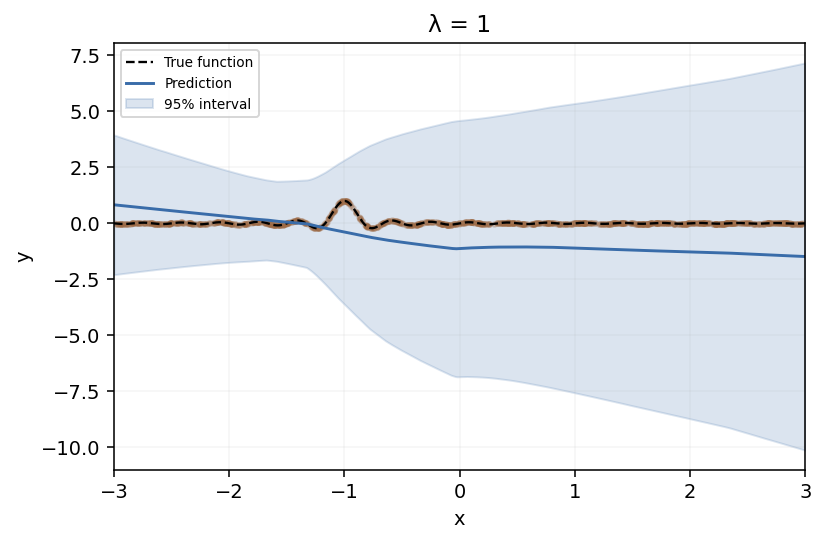 λ = 1
True function
Prediction
95% interval
7.5
5.0
2.5
0.0
−2.5
−5.0
−7.5
−10.0
y
−3 −2 −1 0 1 2 3
x